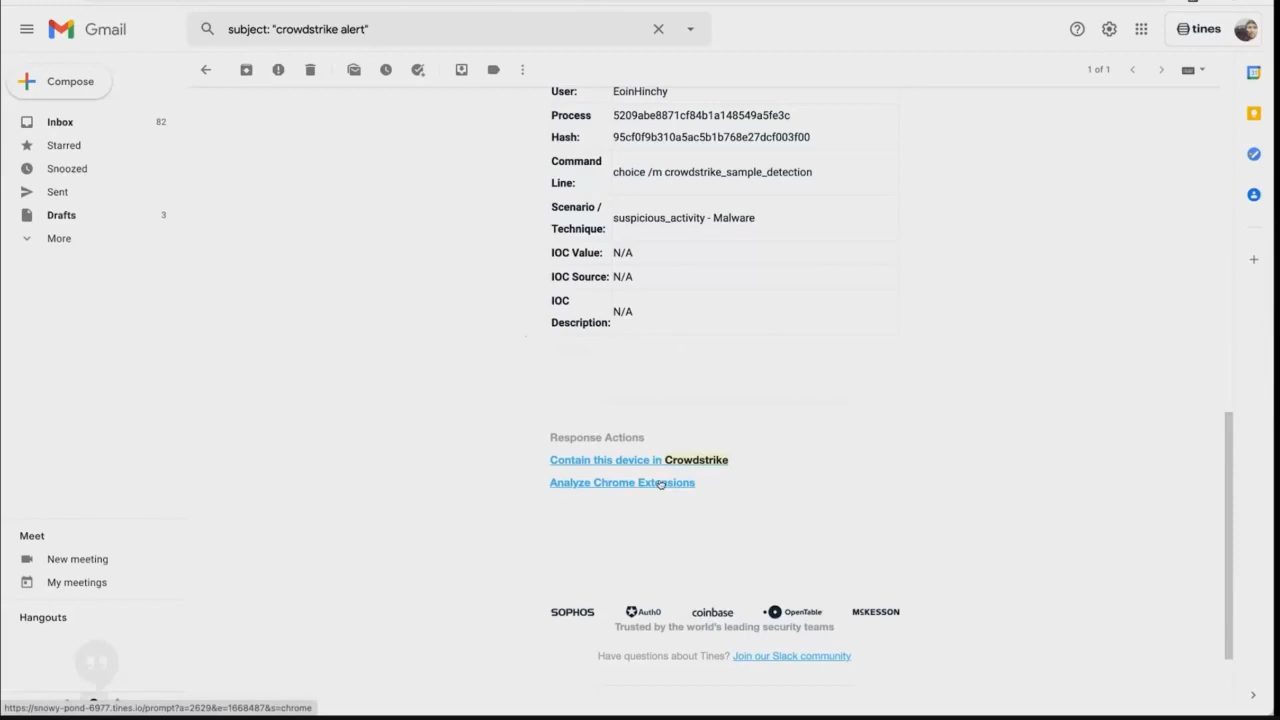 Gmail
subject: "crowdstrike alert"
tines
Compose
1 of 1
Inbox 82
Starred
Snoozed
Sent
Drafts 3
More
User: EoinHinchy
Process 5209abe8871cf84b1a148549a5fe3c
Hash: 95cf0f9b310a5ac5b1b768e27dcf003f00
Command
Line: choice /m crowdstrike_sample_detection
Scenario /
Technique: suspicious_activity - Malware
IOC Value: N/A
IOC Source: N/A
IOC
Description: N/A
Response Actions
Contain this device in Crowdstrike
Analyze Chrome Extensions
Meet
New meeting
My meetings
Hangouts
SOPHOS Auth0 coinbase OpenTable MCKESSON
Trusted by the world's leading security teams
Have questions about Tines? Join our Slack community
https://snowy-pond-6977.tines.io/prompt?a=2629&e=1668487&s=chrome